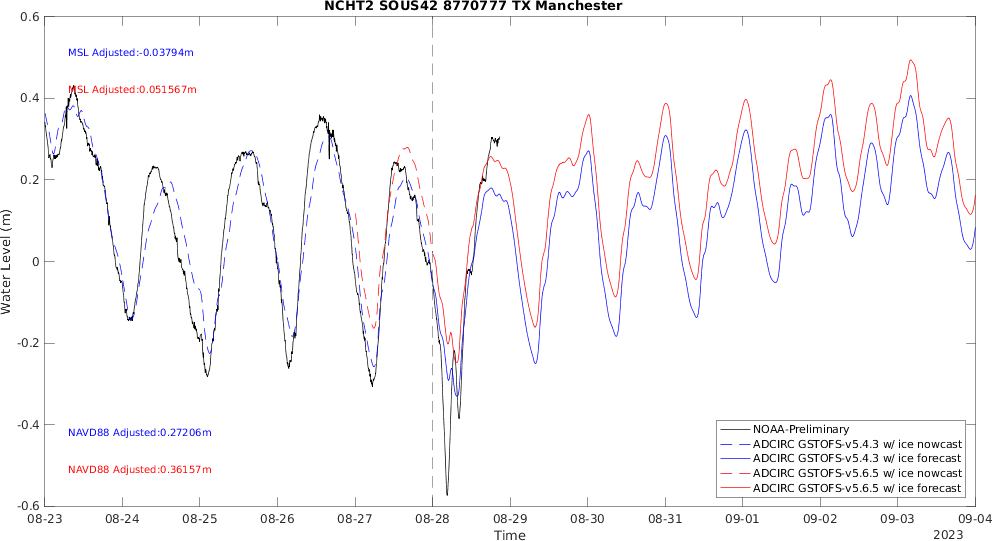 NCHT2 SOUS42 8770777 TX Manchester
0.6
MSL Adjusted:-0.03794m
MSL Adjusted:0.051567m
0.4
0.2
0
-0.2
-0.4
-0.6
Water Level (m)
NAVD88 Adjusted:0.27206m
NAVD88 Adjusted:0.36157m
NOAA-Preliminary
ADCIRC GSTOFS-v5.4.3 w/ ice nowcast
ADCIRC GSTOFS-v5.4.3 w/ ice forecast
ADCIRC GSTOFS-v5.6.5 w/ ice nowcast
ADCIRC GSTOFS-v5.6.5 w/ ice forecast
08-23 08-24 08-25 08-26 08-27 08-28 08-29 08-30 08-31 09-01 09-02 09-03 09-04
Time
2023